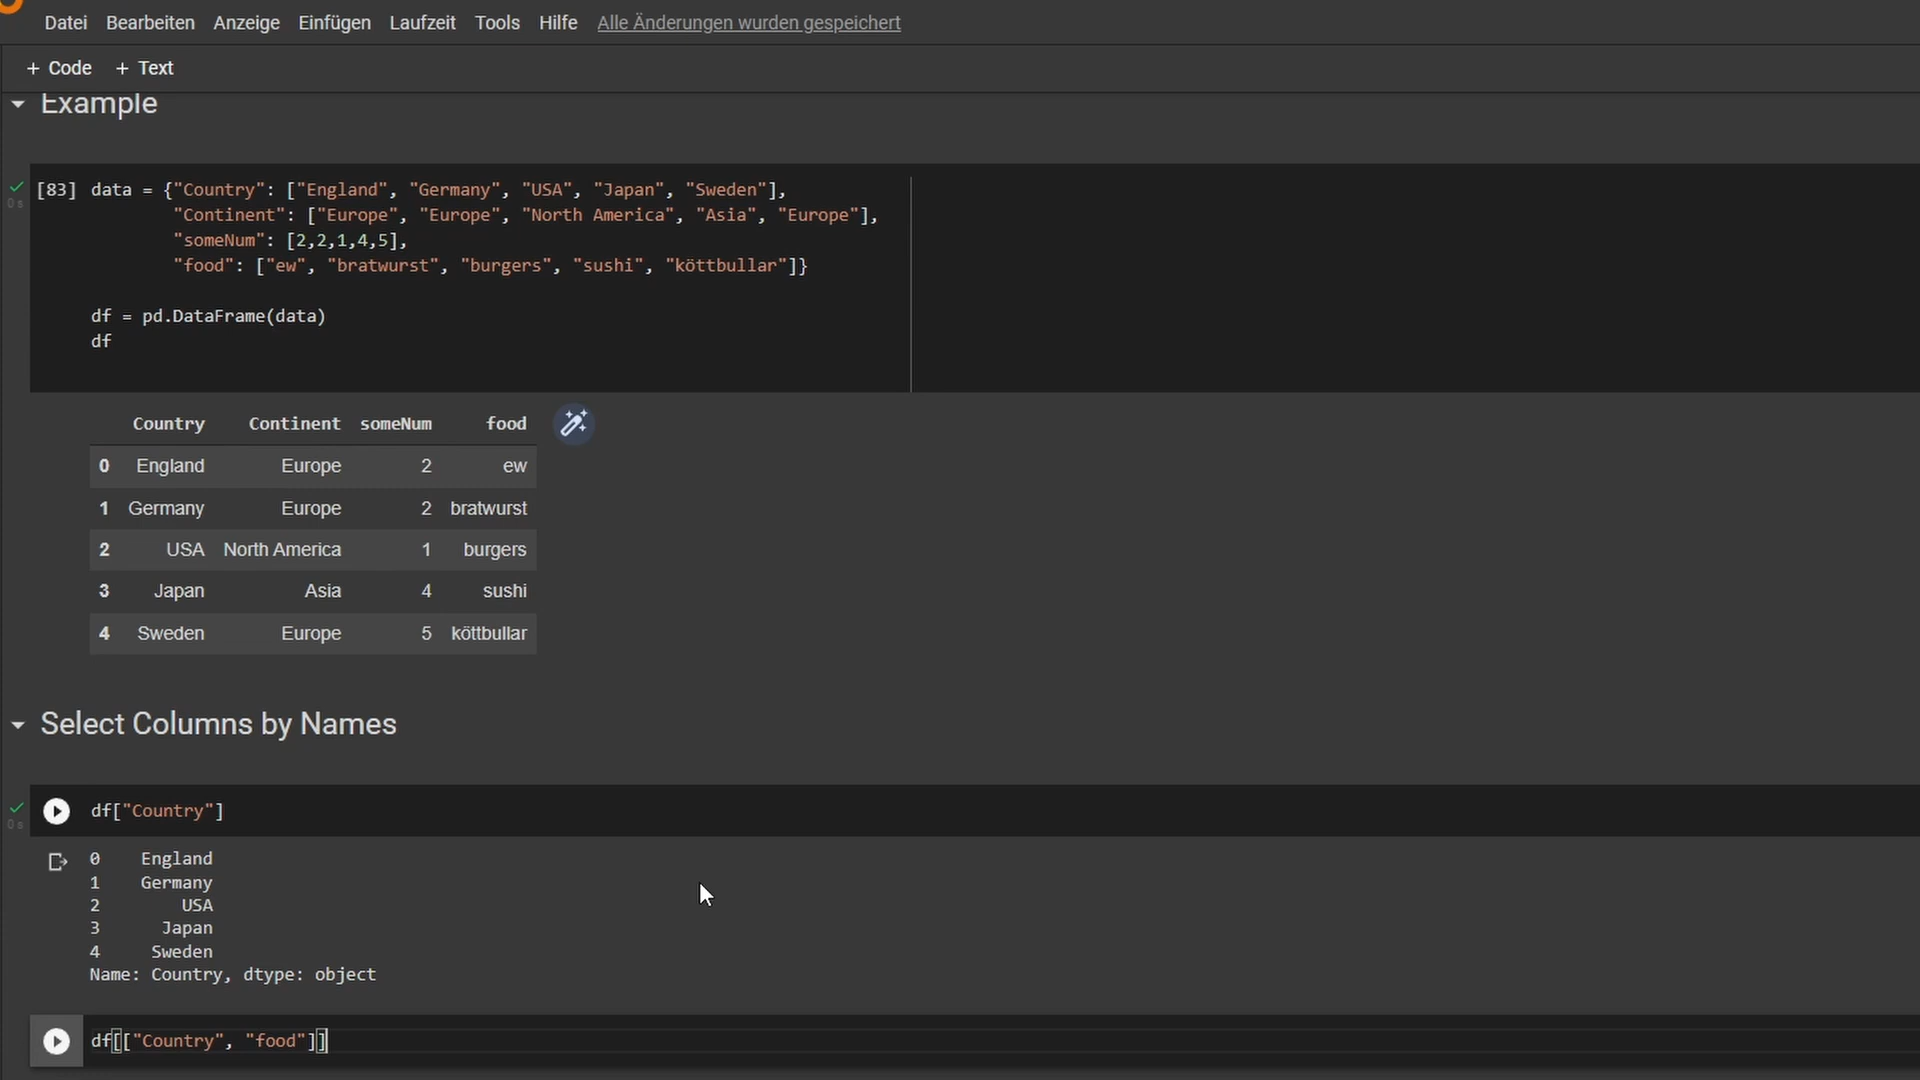 Datei Bearbeiten Anzeige Einfügen Laufzeit Tools Hilfe Alle Änderungen wurden gespeichert
+ Code + Text
Example
[83] data = {"Country": ["England", "Germany", "USA", "Japan", "Sweden"],
0 s
"Continent": ["Europe", "Europe", "North America", "Asia", "Europe"],
"someNum": [2,2,1,4,5],
"food": ["ew", "bratwurst", "burgers", "sushi", "köttbullar"]}
df = pd.DataFrame(data)
df
Country Continent someNum food
0 England Europe 2 ew
1 Germany Europe 2 bratwurst
2 USA North America 1 burgers
3 Japan Asia 4 sushi
4 Sweden Europe 5 köttbullar
Select Columns by Names
df["Country"]
0 s
0 England
1 Germany
2 USA
3 Japan
4 Sweden
Name: Country, dtype: object
df[["Country", "food"]]